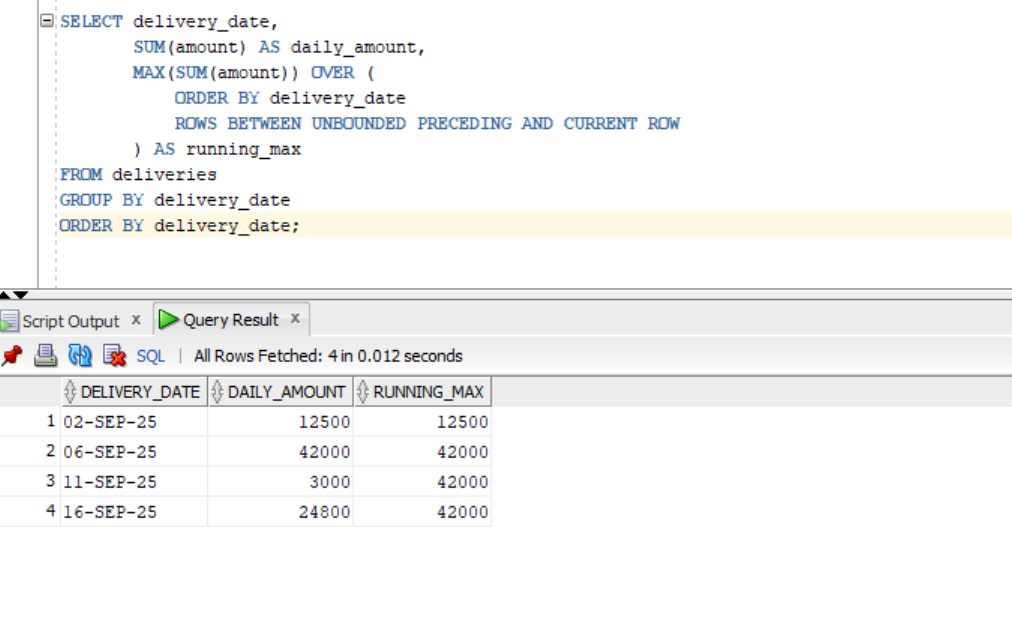 SELECT delivery_date,
SUM(amount) AS daily_amount,
MAX(SUM(amount)) OVER (
ORDER BY delivery_date
ROWS BETWEEN UNBOUNDED PRECEDING AND CURRENT ROW
) AS running_max
FROM deliveries
GROUP BY delivery_date
ORDER BY delivery_date;
Script Output x Query Result x
SQL | All Rows Fetched: 4 in 0.012 seconds
DELIVERY_DATE DAILY_AMOUNT RUNNING_MAX
1 02-SEP-25 12500 12500
2 06-SEP-25 42000 42000
3 11-SEP-25 3000 42000
4 16-SEP-25 24800 42000